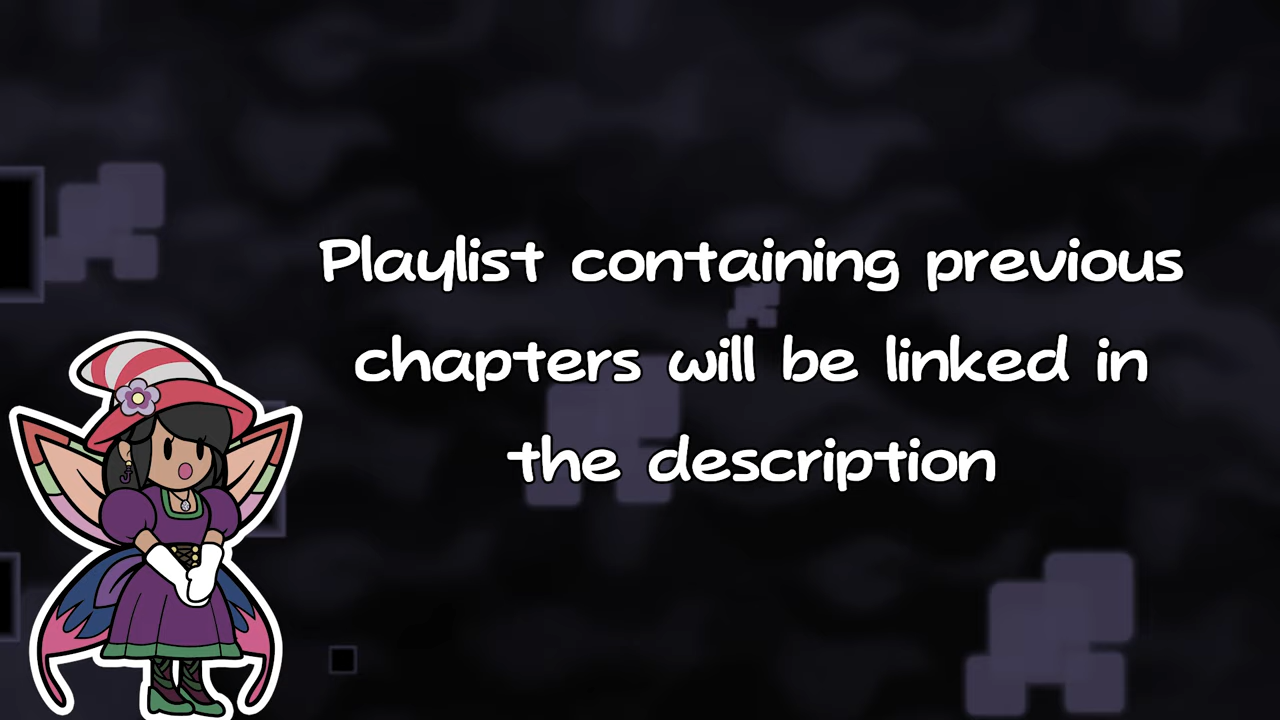 Playlist containing previous
chapters will be linked in
the description